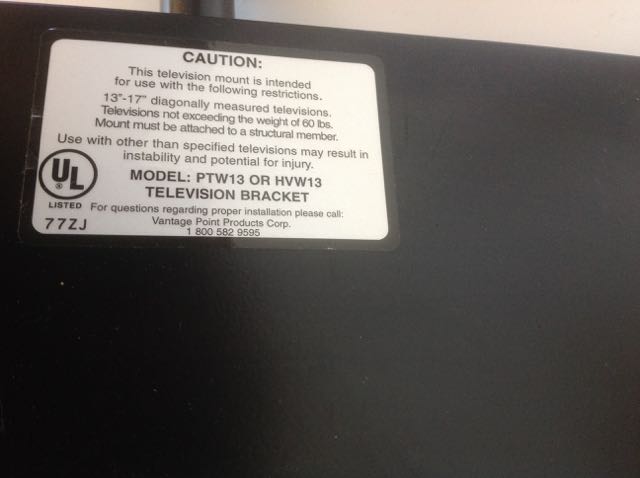 CAUTION:
This television mount is intended
for use with the following restrictions.
13"-17" diagonally measured televisions.
Televisions not exceeding the weight of 60 lbs.
Mount must be attached to a structural member.
Use with other than specified televisions may result in
instability and potential for injury.
UL
®
LISTED
77ZJ
MODEL: PTW13 OR HVW13
TELEVISION BRACKET
For questions regarding proper installation please call:
Vantage Point Products Corp.
1 800 582 9595